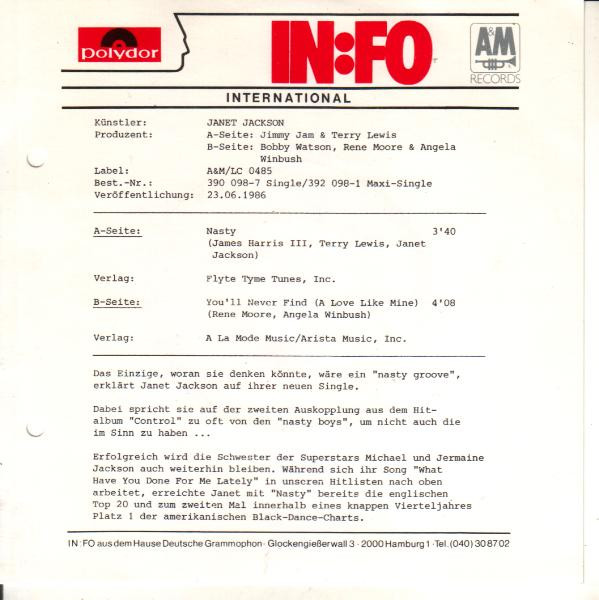 polydor
IN:FO
A&M
RECORDS
INTERNATIONAL
Künstler: JANET JACKSON
Produzent: A-Seite: Jimmy Jam & Terry Lewis
B-Seite: Bobby Watson, Rene Moore & Angela
Winbush
Label: A&M/LC 0485
Best.-Nr.: 390 098-7 Single/392 098-1 Maxi-Single
Veröffentlichung: 23.06.1986
A-Seite: Nasty 3'40
(James Harris III, Terry Lewis, Janet
Jackson)
Verlag: Flyte Tyme Tunes, Inc.
B-Seite: You'll Never Find (A Love Like Mine) 4'08
(Rene Moore, Angela Winbush)
Verlag: A La Mode Music/Arista Music, Inc.
Das Einzige, woran sie denken könnte, wäre ein "nasty groove",
erklärt Janet Jackson auf ihrer neuen Single.
Dabei spricht sie auf der zweiten Auskopplung aus dem Hit-
album "Control" zu oft von den "nasty boys", um nicht auch die
im Sinn zu haben ...
Erfolgreich wird die Schwester der Superstars Michael und Jermaine
Jackson auch weiterhin bleiben. Während sich ihr Song "What
Have You Done For Me Lately" in unseren Hitlisten nach oben
arbeitet, erreichte Janet mit "Nasty" bereits die englischen
Top 20 und zum zweiten Mal innerhalb eines knappen Vierteljahres
Platz 1 der amerikanischen Black-Dance-Charts.
IN:FO aus dem Hause Deutsche Grammophon · Glockengießerwall 3 · 2000 Hamburg 1 · Tel. (040) 30 87 02